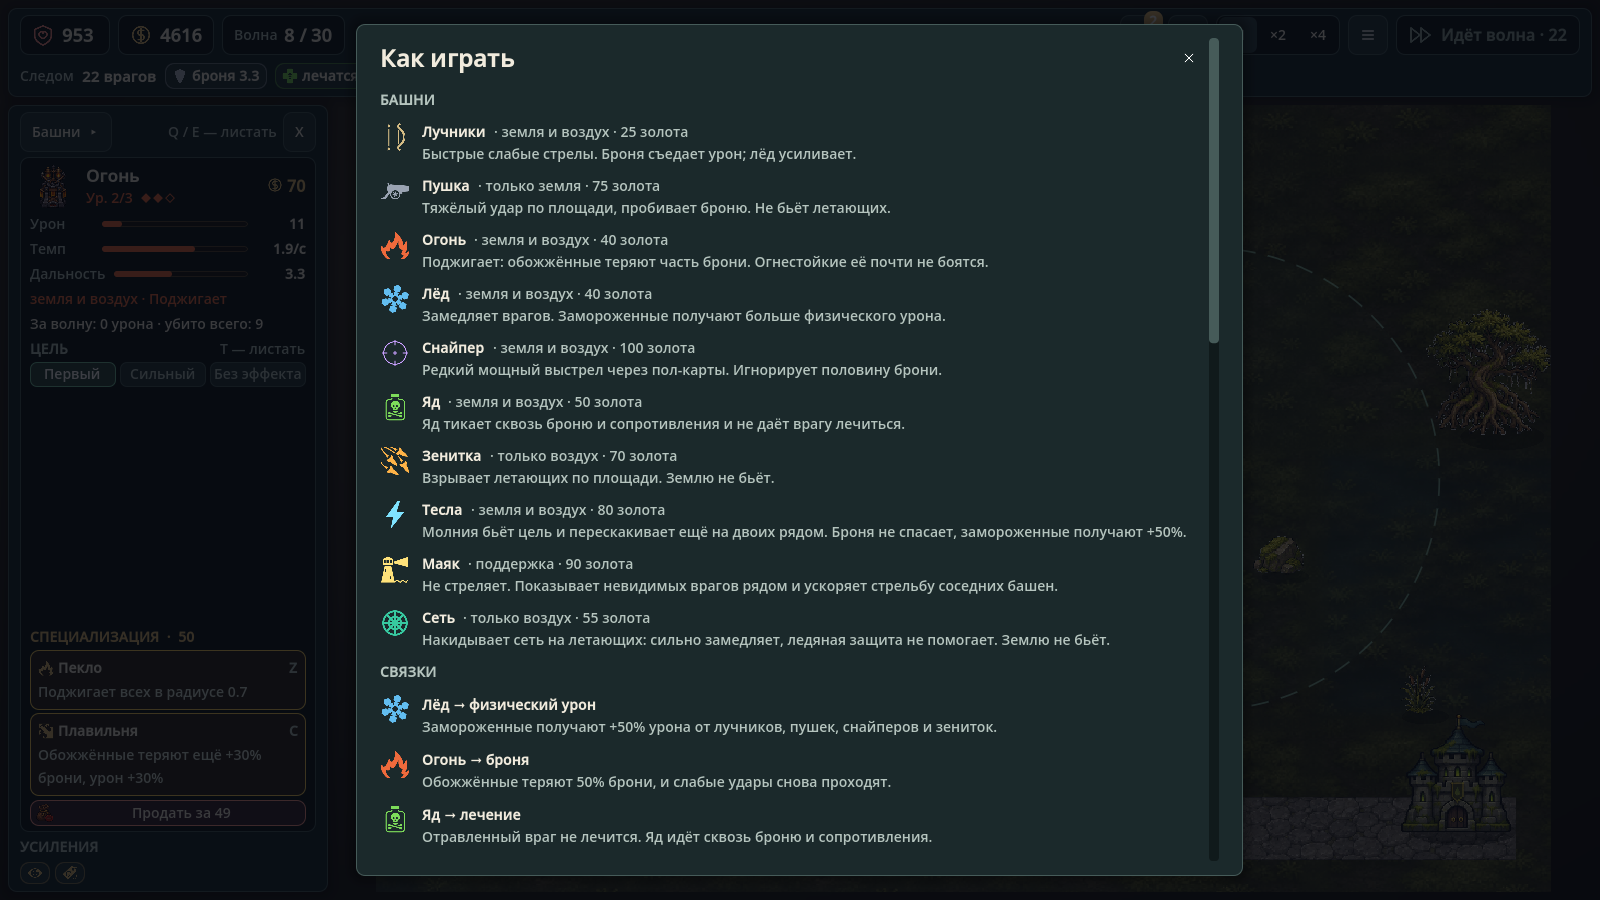 953
4616
Волна 8 / 30
2
×2
×4
Идёт волна · 22
Следом 22 врагов
броня 3.3
Башни
Q / E — листать
X
Огонь
70
Ур. 2/3
Урон 11
Темп 1.9/с
Дальность 3.3
земля и воздух · Поджигает
За волну: 0 урона · убито всего: 9
ЦЕЛЬ
T — листать
Первый
Сильный
Без эффекта
СПЕЦИАЛИЗАЦИЯ · 50
Пекло Z
Поджигает всех в радиусе 0.7
Плавильня C
Обожжённые теряют ещё +30%
брони, урон +30%
Продать за 49
УСИЛЕНИЯ
Как играть
×
БАШНИ
Лучники · земля и воздух · 25 золота
Быстрые слабые стрелы. Броня съедает урон; лёд усиливает.
Пушка · только земля · 75 золота
Тяжёлый удар по площади, пробивает броню. Не бьёт летающих.
Огонь · земля и воздух · 40 золота
Поджигает: обожжённые теряют часть брони. Огнестойкие её почти не боятся.
Лёд · земля и воздух · 40 золота
Замедляет врагов. Замороженные получают больше физического урона.
Снайпер · земля и воздух · 100 золота
Редкий мощный выстрел через пол-карты. Игнорирует половину брони.
Яд · земля и воздух · 50 золота
Яд тикает сквозь броню и сопротивления и не даёт врагу лечиться.
Зенитка · только воздух · 70 золота
Взрывает летающих по площади. Землю не бьёт.
Тесла · земля и воздух · 80 золота
Молния бьёт цель и перескакивает ещё на двоих рядом. Броня не спасает, замороженные получают +50%.
Маяк · поддержка · 90 золота
Не стреляет. Показывает невидимых врагов рядом и ускоряет стрельбу соседних башен.
Сеть · только воздух · 55 золота
Накидывает сеть на летающих: сильно замедляет, ледяная защита не помогает. Землю не бьёт.
СВЯЗКИ
Лёд → физический урон
Замороженные получают +50% урона от лучников, пушек, снайперов и зениток.
Огонь → броня
Обожжённые теряют 50% брони, и слабые удары снова проходят.
Яд → лечение
Отравленный враг не лечится. Яд идёт сквозь броню и сопротивления.